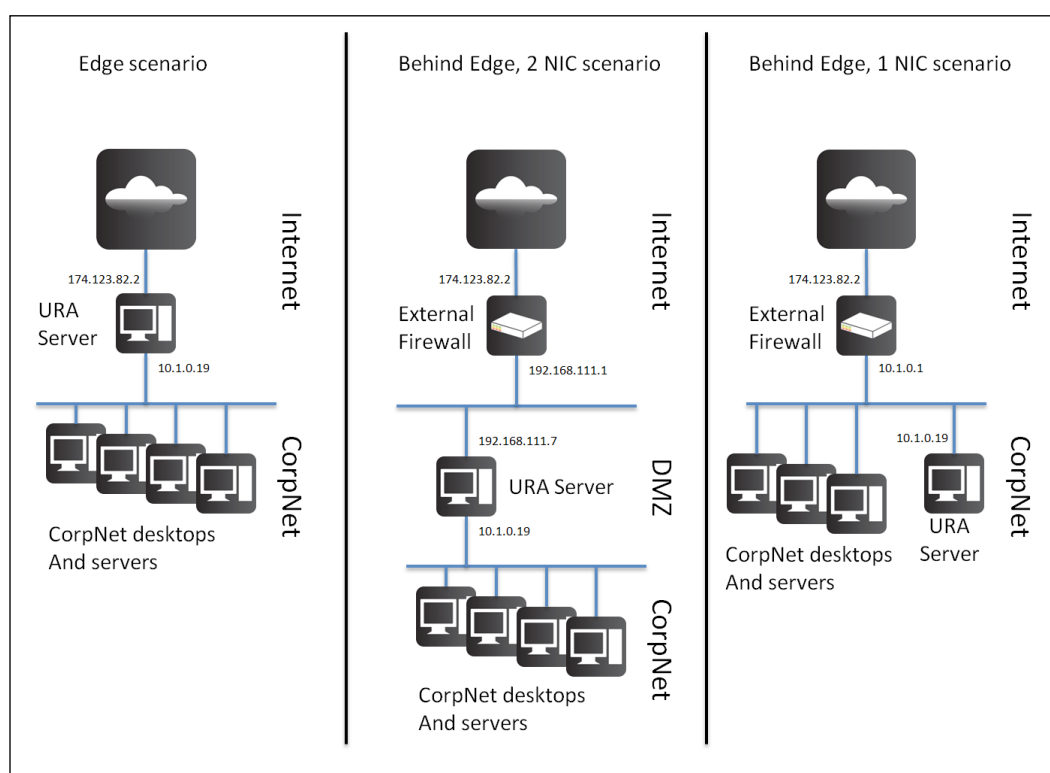 Edge scenario
Internet
174.123.82.2
URA
Server
10.1.0.19
CorpNet
CorpNet desktops
And servers
Behind Edge, 2 NIC scenario
Internet
174.123.82.2
External
Firewall
192.168.111.1
192.168.111.7
DMZ
URA Server
10.1.0.19
CorpNet
CorpNet desktops
And servers
Behind Edge, 1 NIC scenario
Internet
174.123.82.2
External
Firewall
10.1.0.1
10.1.0.19
CorpNet
URA
Server
CorpNet desktops
And servers